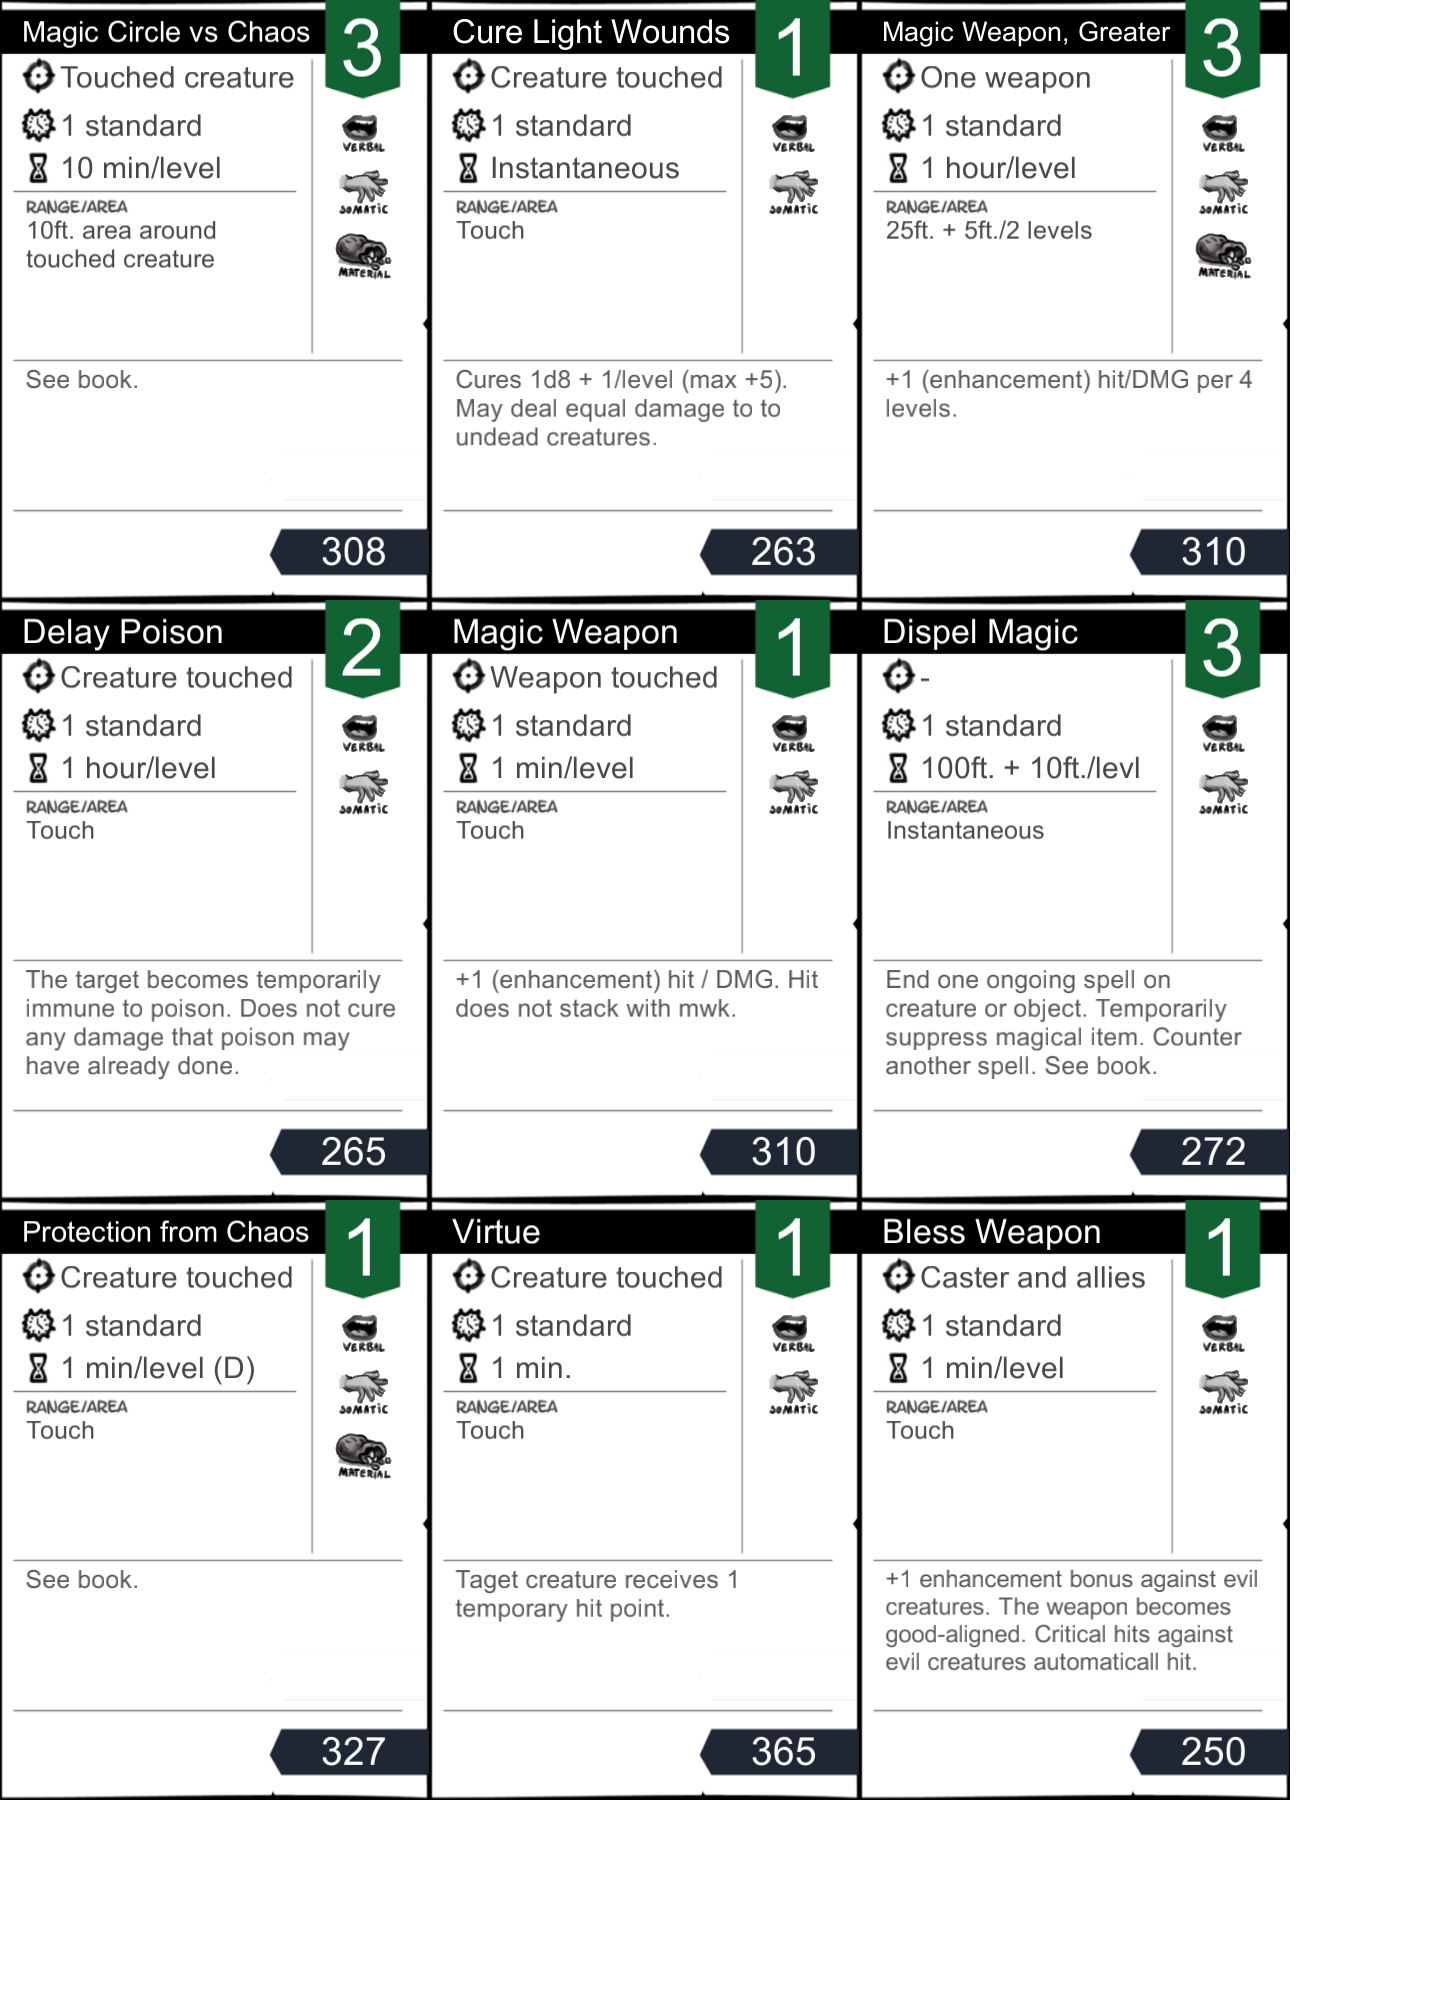 Magic Circle vs Chaos
3
Touched creature
1 standard
10 min/level
VERBAL
SOMATIC
MATERIAL
RANGE/AREA
10ft. area around
touched creature
See book.
308
Cure Light Wounds
1
Creature touched
1 standard
Instantaneous
VERBAL
SOMATIC
RANGE/AREA
Touch
Cures 1d8 + 1/level (max +5).
May deal equal damage to to
undead creatures.
263
Magic Weapon, Greater
3
One weapon
1 standard
1 hour/level
VERBAL
SOMATIC
MATERIAL
RANGE/AREA
25ft. + 5ft./2 levels
+1 (enhancement) hit/DMG per 4
levels.
310
Delay Poison
2
Creature touched
1 standard
1 hour/level
VERBAL
SOMATIC
RANGE/AREA
Touch
The target becomes temporarily
immune to poison. Does not cure
any damage that poison may
have already done.
265
Magic Weapon
1
Weapon touched
1 standard
1 min/level
VERBAL
SOMATIC
RANGE/AREA
Touch
+1 (enhancement) hit / DMG. Hit
does not stack with mwk.
310
Dispel Magic
3
-
1 standard
100ft. + 10ft./levl
VERBAL
SOMATIC
RANGE/AREA
Instantaneous
End one ongoing spell on
creature or object. Temporarily
suppress magical item. Counter
another spell. See book.
272
Protection from Chaos
1
Creature touched
1 standard
1 min/level (D)
VERBAL
SOMATIC
MATERIAL
RANGE/AREA
Touch
See book.
327
Virtue
1
Creature touched
1 standard
1 min.
VERBAL
SOMATIC
RANGE/AREA
Touch
Taget creature receives 1
temporary hit point.
365
Bless Weapon
1
Caster and allies
1 standard
1 min/level
VERBAL
SOMATIC
RANGE/AREA
Touch
+1 enhancement bonus against evil
creatures. The weapon becomes
good-aligned. Critical hits against
evil creatures automaticall hit.
250